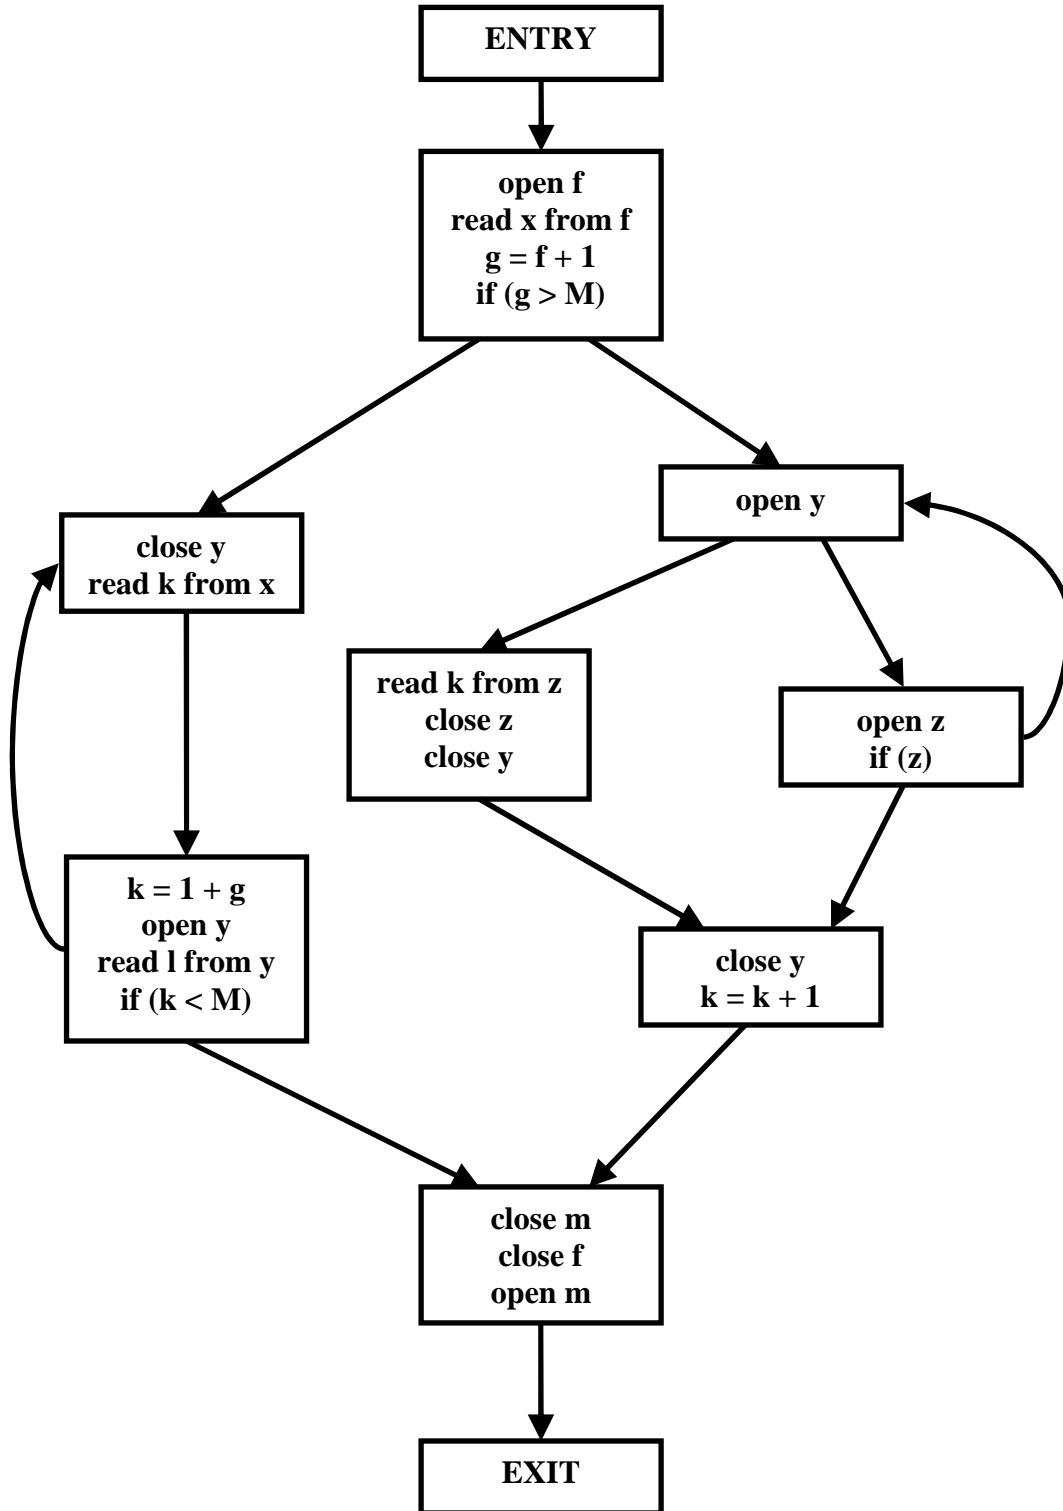 ENTRY
open f
read x from f
g = f + 1
if (g > M)
open y
close y
read k from x
read k from z
close z
close y
open z
if (z)
k = 1 + g
open y
read l from y
if (k < M)
close y
k = k + 1
close m
close f
open m
EXIT